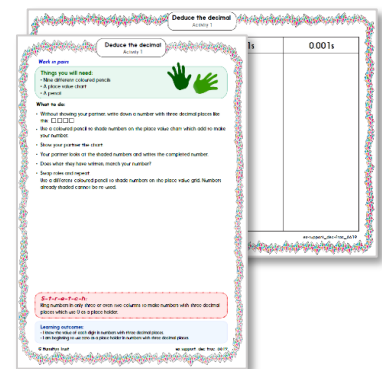 Deduce the decimal
Activity 1
1s
0.001s
Deduce the decimal
Activity 1
Work in pairs
Things you will need:
• Nine different coloured pencils
• A place value chart
• A pencil
What to do:
• Without showing your partner, write down a number with three decimal places like
this
• Use a coloured pencil to shade numbers on the place value chart which add to make
your number.
• Show your partner the chart.
• Your partner looks at the shaded numbers and writes the completed number.
• Does what they have written match your number?
• Swap roles and repeat.
Use a different coloured pencil to shade numbers on the place value grid. Numbers
already shaded cannot be re-used.
S-t-r-e-t-c-h:
Ring numbers in only three or even two columns to make numbers with three decimal
places which use 0 as a place holder.
Learning outcomes:
• I know the value of each digit in numbers with three decimal places.
• I am beginning to use zero as a place holder in numbers with three decimal places.
© Hamilton Trust